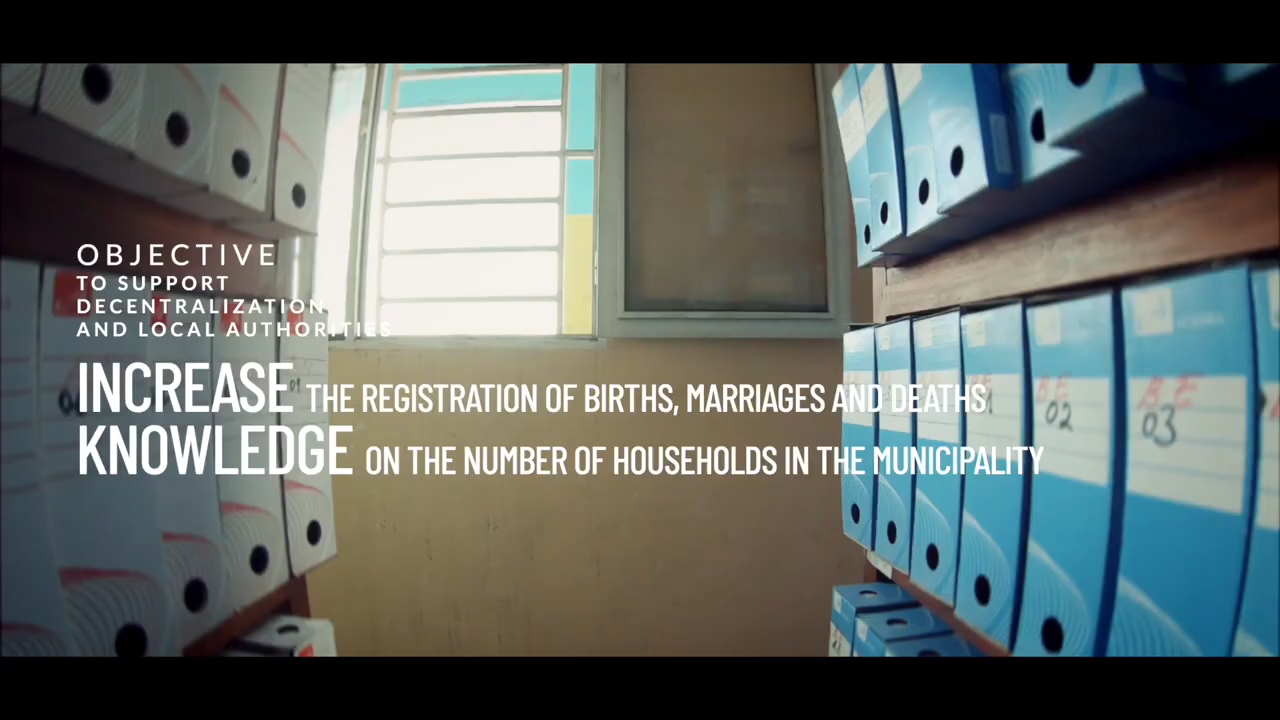 OBJECTIVE
TO SUPPORT
DECENTRALIZATION
AND LOCAL AUTHORITIES
INCREASE THE REGISTRATION OF BIRTHS, MARRIAGES AND DEATHS
KNOWLEDGE ON THE NUMBER OF HOUSEHOLDS IN THE MUNICIPALITY
B E
02
B E
03